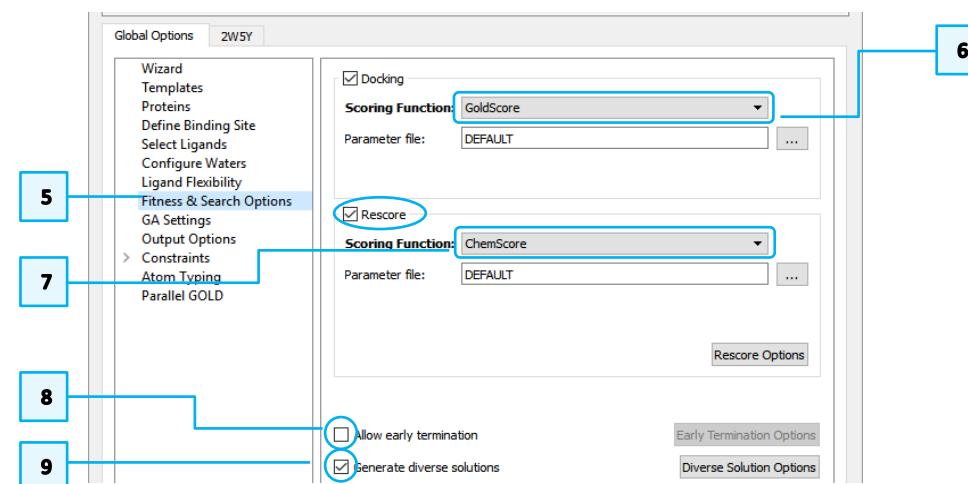 Global Options 2W5Y
6
Wizard
Templates
Proteins
Define Binding Site
Select Ligands
Configure Waters
Ligand Flexibility
5
Fitness & Search Options
GA Settings
Output Options
> Constraints
7
Atom Typing
Parallel GOLD
Docking
Scoring Function: GoldScore
Parameter file: DEFAULT ...
Rescore
Scoring Function: ChemScore
Parameter file: DEFAULT ...
Rescore Options
8
Allow early termination Early Termination Options
9
Generate diverse solutions Diverse Solution Options